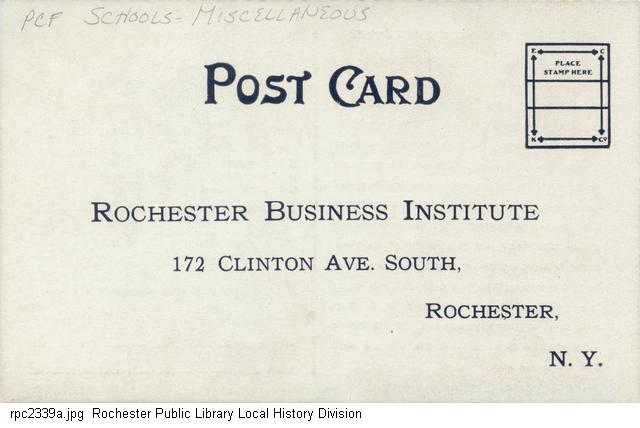 PCF SCHOOLS - MISCELLANEOUS
POST CARD
E C
PLACE
STAMP HERE
K Co
ROCHESTER BUSINESS INSTITUTE
172 CLINTON AVE. SOUTH,
ROCHESTER,
N. Y.
rpc2339a.jpg Rochester Public Library Local History Division